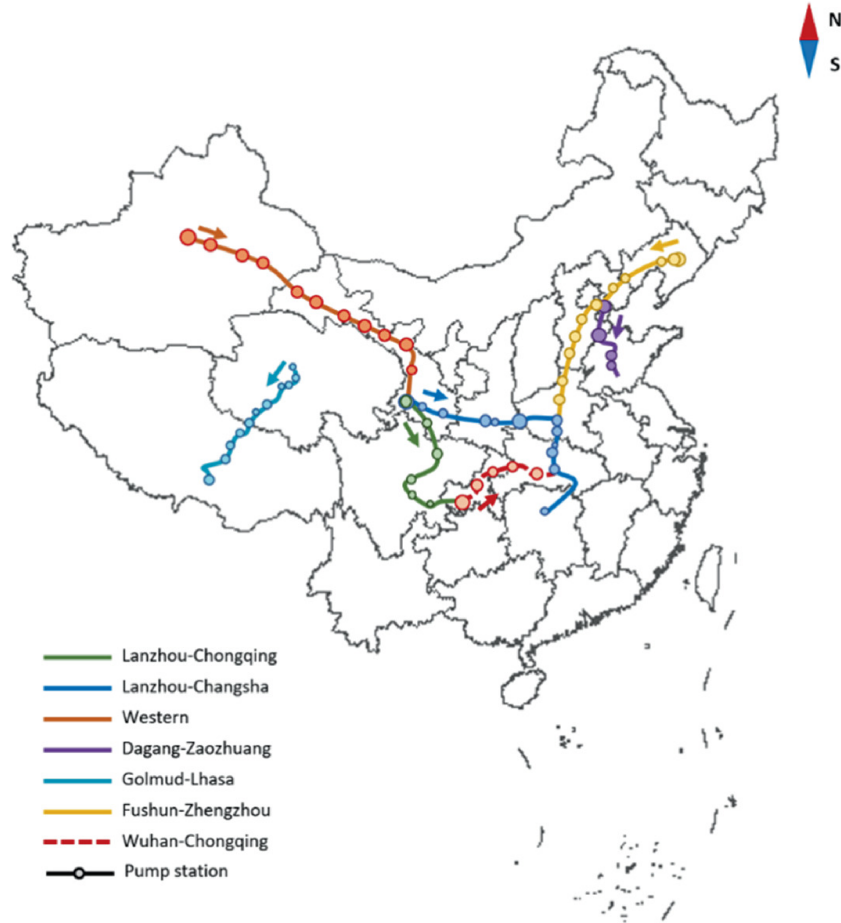 N
S
Lanzhou-Chongqing
Lanzhou-Changsha
Western
Dagang-Zaozhuang
Golmud-Lhasa
Fushun-Zhengzhou
Wuhan-Chongqing
Pump station